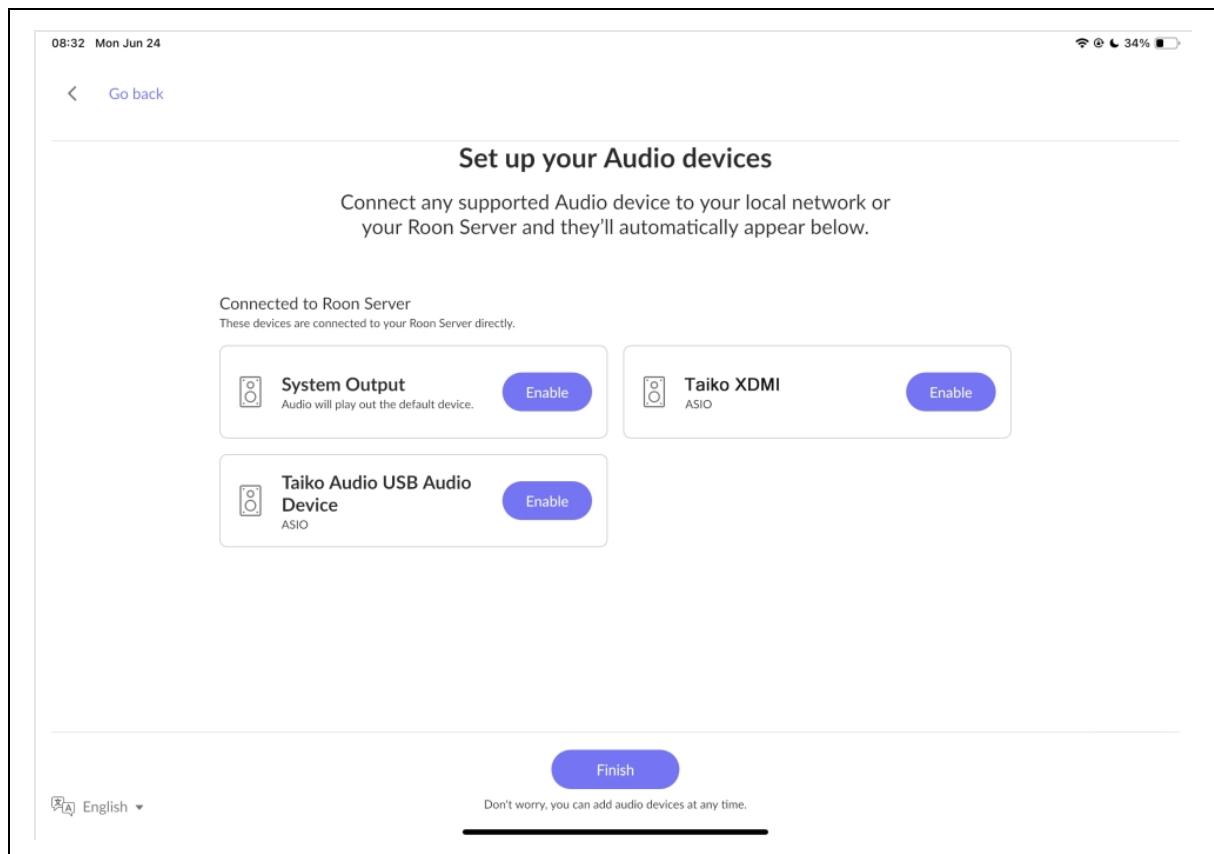 08:32 Mon Jun 24
34%
Go back
Set up your Audio devices
Connect any supported Audio device to your local network or
your Roon Server and they'll automatically appear below.
Connected to Roon Server
These devices are connected to your Roon Server directly.
System Output
Audio will play out the default device.
Enable
Taiko XDMI
ASIO
Enable
Taiko Audio USB Audio
Device
ASIO
Enable
Finish
Don't worry, you can add audio devices at any time.
English